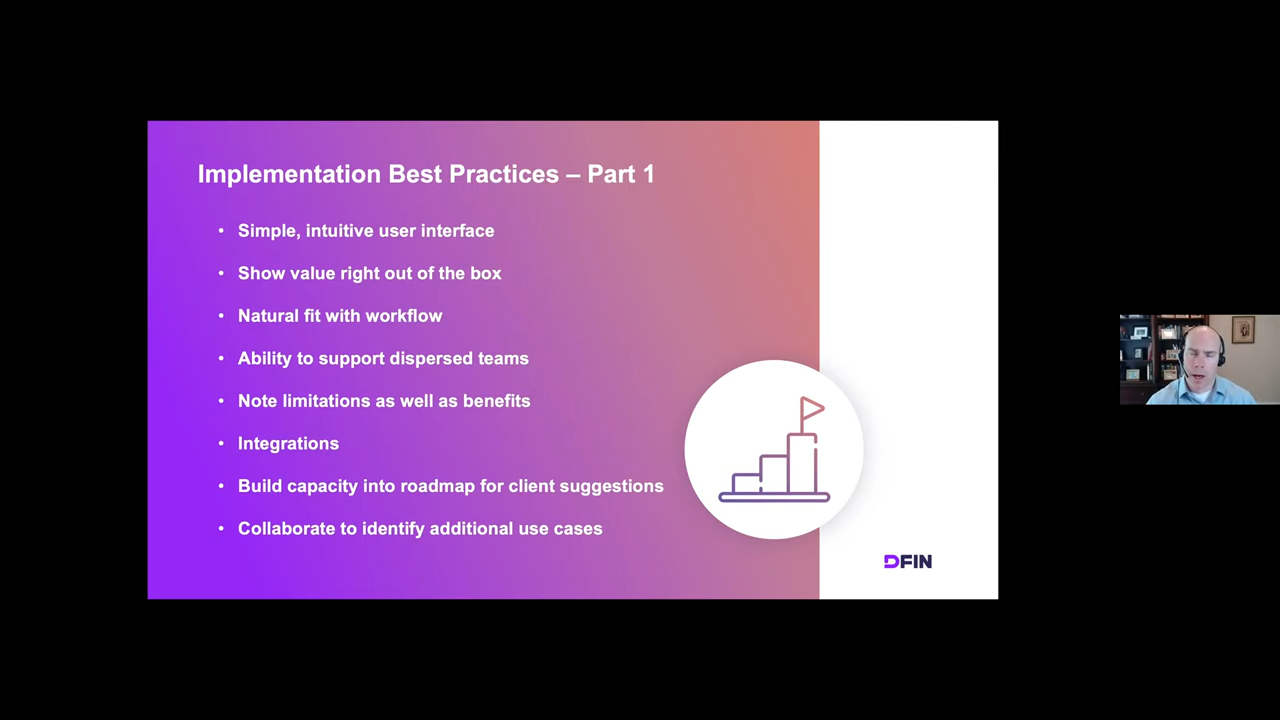 Implementation Best Practices – Part 1
• Simple, intuitive user interface
• Show value right out of the box
• Natural fit with workflow
• Ability to support dispersed teams
• Note limitations as well as benefits
• Integrations
• Build capacity into roadmap for client suggestions
• Collaborate to identify additional use cases
DFIN